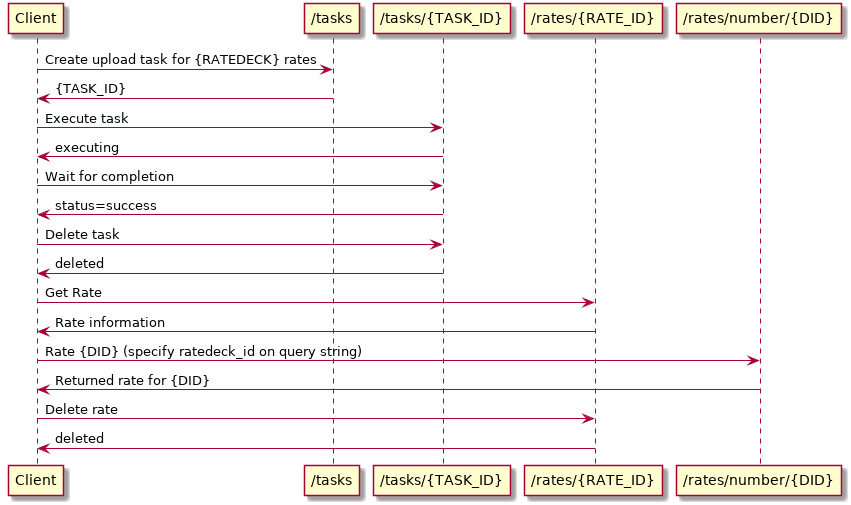 Client /tasks /tasks/{TASK_ID} /rates/{RATE_ID} /rates/number/{DID}
Create upload task for {RATEDECK} rates
{TASK_ID}
Execute task
executing
Wait for completion
status=success
Delete task
deleted
Get Rate
Rate information
Rate {DID} (specify ratedeck_id on query string)
Returned rate for {DID}
Delete rate
deleted
Client /tasks /tasks/{TASK_ID} /rates/{RATE_ID} /rates/number/{DID}